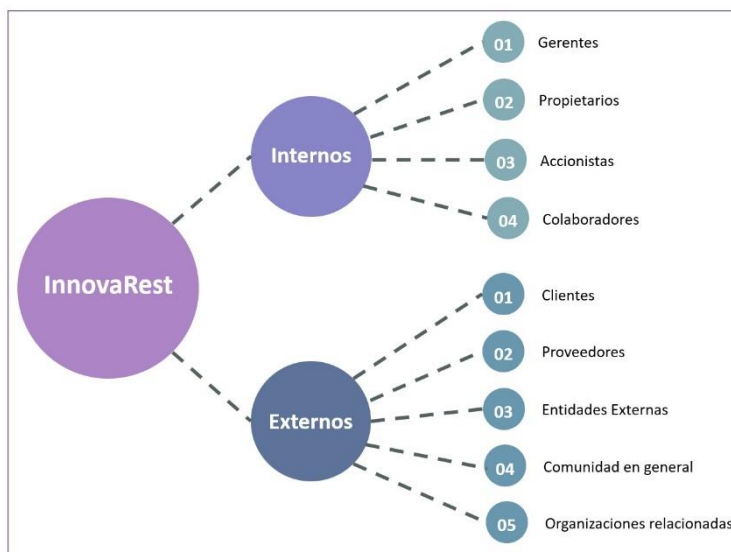 InnovaRest
Internos
01 Gerentes
02 Propietarios
03 Accionistas
04 Colaboradores
Externos
01 Clientes
02 Proveedores
03 Entidades Externas
04 Comunidad en general
05 Organizaciones relacionadas